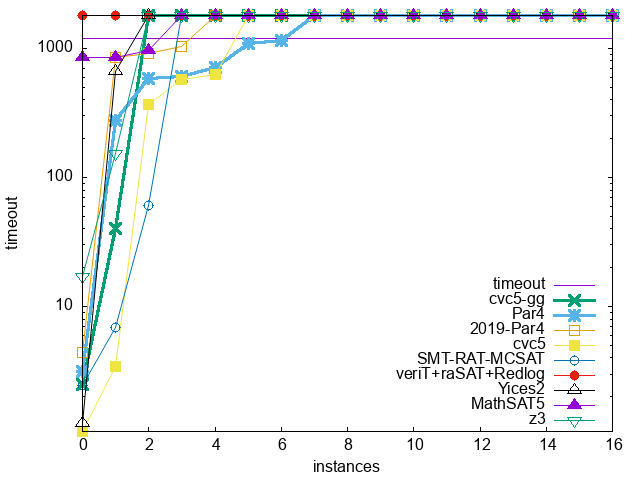 1000
100
10
timeout
timeout
cvc5-gg
Par4
2019-Par4
cvc5
SMT-RAT-MCSAT
veriT+raSAT+Redlog
Yices2
MathSAT5
z3
0 2 4 6 8 10 12 14 16
instances